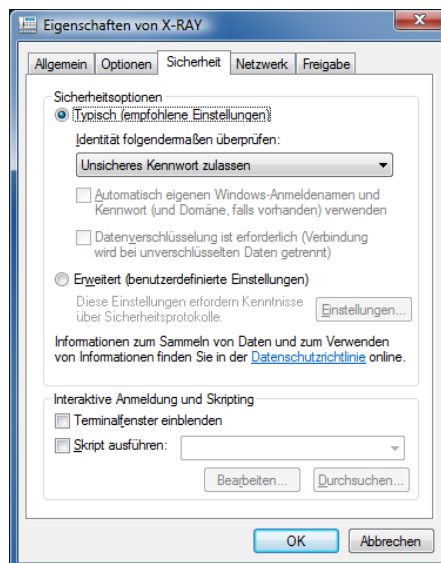 Eigenschaften von X-RAY
Allgemein Optionen Sicherheit Netzwerk Freigabe
Sicherheitsoptionen
Typisch (empfohlene Einstellungen)
Identität folgendermaßen überprüfen:
Unsicheres Kennwort zulassen
Automatisch eigenen Windows-Anmeldenamen und
Kennwort (und Domäne, falls vorhanden) verwenden
Datenverschlüsselung ist erforderlich (Verbindung
wird bei unverschlüsselten Daten getrennt)
Erweitert (benutzerdefinierte Einstellungen)
Diese Einstellungen erfordern Kenntnisse
über Sicherheitsprotokolle.
Einstellungen...
Informationen zum Sammeln von Daten und zum Verwenden
von Informationen finden Sie in der Datenschutzrichtlinie online.
Interaktive Anmeldung und Skripting
Terminalfenster einblenden
Skript ausführen:
Bearbeiten... Durchsuchen...
OK Abbrechen